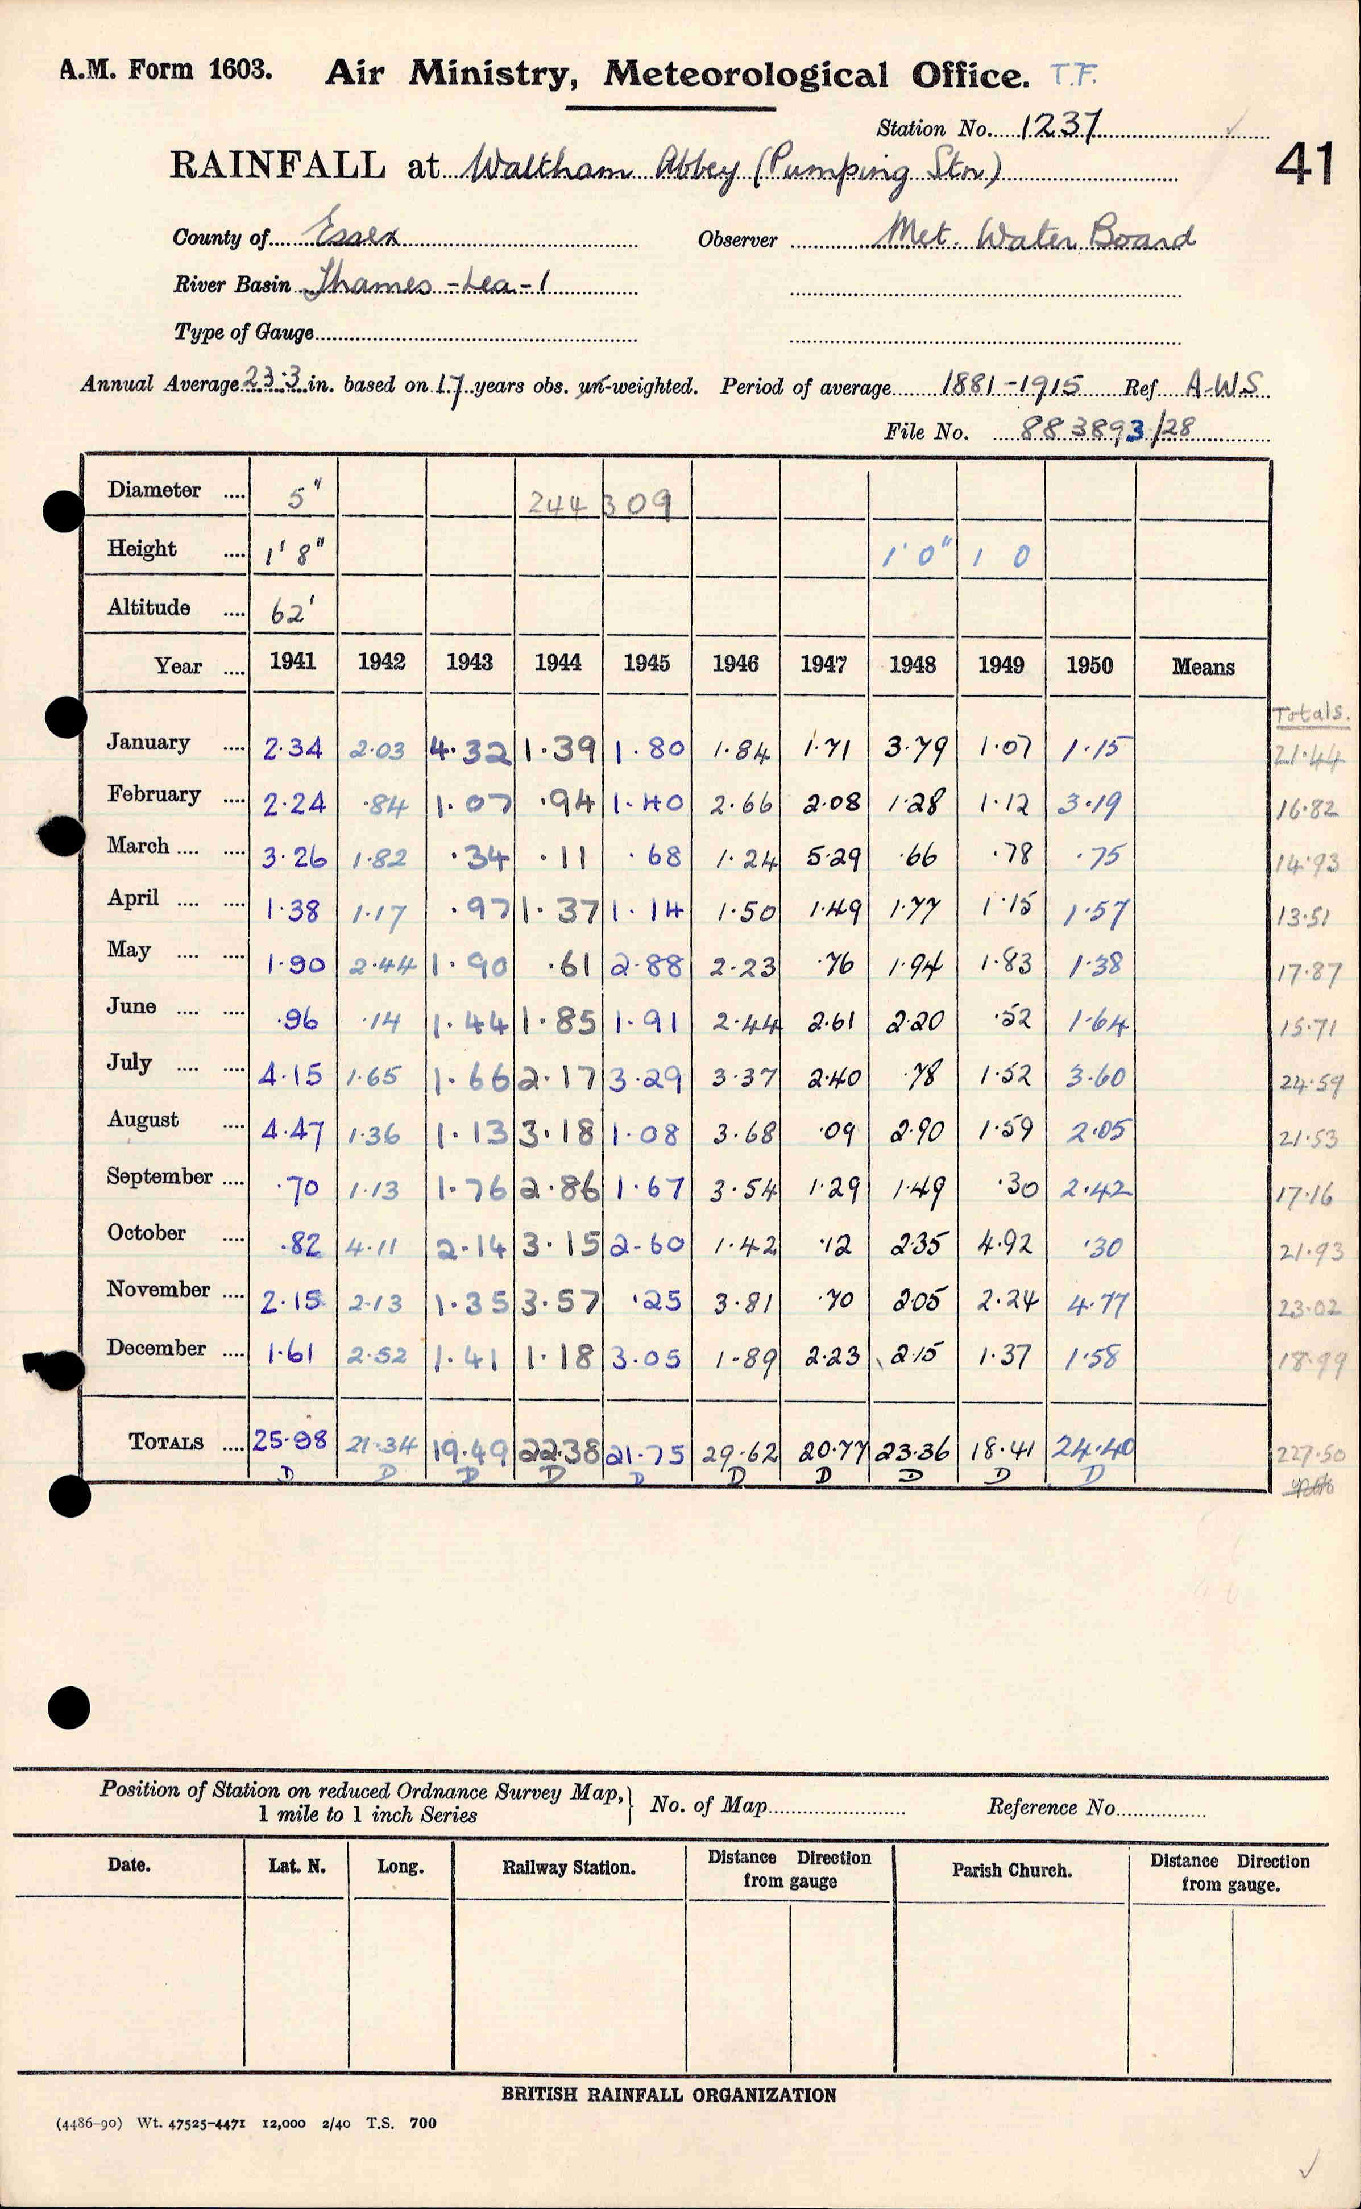 A.M. Form 1603. Air Ministry, Meteorological Office. T.F.
Station No. 1237
RAINFALL at Waltham Abbey (Pumping Stn) 41
County of Essex Observer Met. Water Board
River Basin Thames - Lea - 1
Type of Gauge
Annual Average 23.3 in. based on 17 years obs. un-weighted. Period of average 1881-1915 Ref A.W.S
File No. 883893/28
Diameter .... 5" 244 309
Height .... 1' 8" 1' 0" 1 0
Altitude .... 62'
Year .... 1941 1942 1943 1944 1945 1946 1947 1948 1949 1950 Means
Totals.
January .... 2.34 2.03 4.32 1.39 1.80 1.84 1.71 3.79 1.07 1.15 21.44
February .... 2.24 .84 1.07 .94 1.40 2.66 2.08 1.28 1.12 3.19 16.82
March .... .... 3.26 1.82 .34 .11 .68 1.24 5.29 .66 .78 .75 14.93
April .... .... 1.38 1.17 .97 1.37 1.14 1.50 1.49 1.77 1.15 1.57 13.51
May .... .... 1.90 2.44 1.90 .61 2.88 2.23 .76 1.94 1.83 1.38 17.87
June .... .... .96 .14 1.44 1.85 1.91 2.44 2.61 2.20 .52 1.64 15.71
July .... .... 4.15 1.65 1.66 2.17 3.29 3.37 2.40 .78 1.52 3.60 24.59
August .... 4.47 1.36 1.13 3.18 1.08 3.68 .09 2.90 1.59 2.05 21.53
September .... .70 1.13 1.76 2.86 1.67 3.54 1.29 1.49 .30 2.42 17.16
October .... .82 4.11 2.14 3.15 2.60 1.42 .12 2.35 4.92 .30 21.93
November .... 2.15 2.13 1.35 3.57 .25 3.81 .70 2.05 2.24 4.77 23.02
December .... 1.61 2.52 1.41 1.18 3.05 1.89 2.23 2.15 1.37 1.58 18.99
TOTALS .... 25.98 21.34 19.49 22.38 21.75 29.62 20.77 23.36 18.41 24.40 227.50
D D D D D D D D D D
Position of Station on reduced Ordnance Survey Map, 1 mile to 1 inch Series } No. of Map Reference No.
Date. Lat. N. Long. Railway Station. Distance Direction from gauge Parish Church. Distance Direction from gauge.
BRITISH RAINFALL ORGANIZATION
(4486-90) Wt. 47525-4471 12,000 2/40 T.S. 700